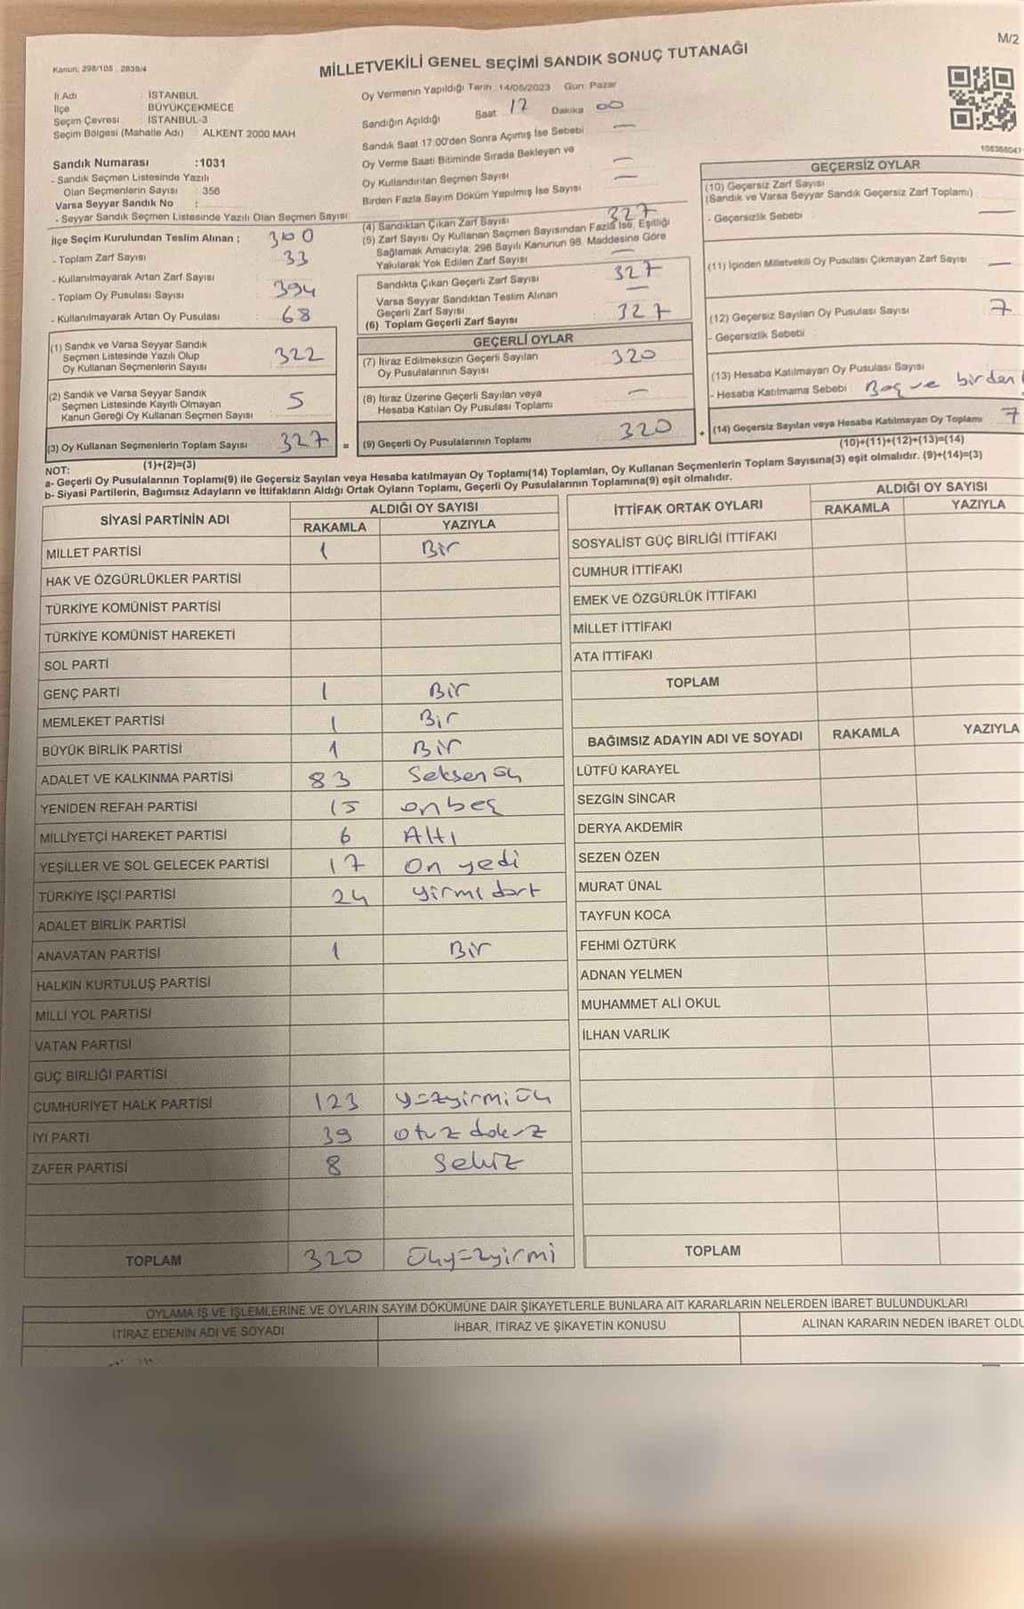 M/2
Kanun: 298/105 2839/4
MİLLETVEKİLİ GENEL SEÇİMİ SANDIK SONUÇ TUTANAĞI
İl Adı : İSTANBUL
İlçe : BÜYÜKÇEKMECE
Seçim Çevresi : İSTANBUL-3
Seçim Bölgesi (Mahalle Adı) : ALKENT 2000 MAH
Sandık Numarası :1031
- Sandık Seçmen Listesinde Yazılı
Olan Seçmenlerin Sayısı : 356
Varsa Seyyar Sandık No :
- Seyyar Sandık Seçmen Listesinde Yazılı Olan Seçmen Sayısı
İlçe Seçim Kurulundan Teslim Alınan ;
- Toplam Zarf Sayısı
- Kullanılmayarak Artan Zarf Sayısı 33
- Toplam Oy Pusulası Sayısı 394
- Kullanılmayarak Artan Oy Pusulası 68
(1) Sandık ve Varsa Seyyar Sandık
Seçmen Listesinde Yazılı Olup
Oy Kullanan Seçmenlerin Sayısı 322
(2) Sandık ve Varsa Seyyar Sandık
Seçmen Listesinde Kayıtlı Olmayan
Kanun Gereği Oy Kullanan Seçmen Sayısı 5
(3) Oy Kullanan Seçmenlerin Toplam Sayısı 327 =
(1)+(2)=(3)
Oy Vermenin Yapıldığı Tarih : 14/05/2023 Gün: Pazar
Sandığın Açıldığı Saat 17 Dakika 00
Sandık Saat 17:00'den Sonra Açımış İse Sebebi —
Oy Verme Saati Bitiminde Sırada Bekleyen ve
Oy Kullandırılan Seçmen Sayısı —
Birden Fazla Sayım Döküm Yapılmış İse Sayısı —
(4) Sandıktan Çıkan Zarf Sayısı 327
(5) Zarf Sayısı Oy Kullanan Seçmen Sayısından Fazla İse, Eşitliği
Sağlamak Amacıyla; 298 Sayılı Kanunun 98. Maddesine Göre
Yakılarak Yok Edilen Zarf Sayısı —
Sandıkta Çıkan Geçerli Zarf Sayısı 327
Varsa Seyyar Sandıktan Teslim Alınan
Geçerli Zarf Sayısı —
(6) Toplam Geçerli Zarf Sayısı 327
GEÇERLİ OYLAR
(7) İtiraz Edilmeksizin Geçerli Sayılan
Oy Pusulalarının Sayısı 320
(8) İtiraz Üzerine Geçerli Sayılan veya
Hesaba Katılan Oy Pusulası Toplamı —
(9) Geçerli Oy Pusulalarının Toplamı 320 +
GEÇERSİZ OYLAR
(10) Geçersiz Zarf Sayısı
(Sandık ve Varsa Seyyar Sandık Geçersiz Zarf Toplamı)
- Geçersizlik Sebebi —
(11) İçinden Milletvekili Oy Pusulası Çıkmayan Zarf Sayısı —
(12) Geçersiz Sayılan Oy Pusulası Sayısı 7
- Geçersizlik Sebebi
(13) Hesaba Katılmayan Oy Pusulası Sayısı
- Hesaba Katılmama Sebebi : Boş ve birden
(14) Geçersiz Sayılan veya Hesaba Katılmayan Oy Toplamı 7
(10)+(11)+(12)+(13)=(14)
NOT:
a- Geçerli Oy Pusulalarının Toplamı(9) ile Geçersiz Sayılan veya Hesaba katılmayan Oy Toplamı(14) Toplamları, Oy Kullanan Seçmenlerin Toplam Sayısına(3) eşit olmalıdır. (9)+(14)=(3)
b- Siyasi Partilerin, Bağımsız Adayların ve İttifakların Aldığı Ortak Oyların Toplamı, Geçerli Oy Pusulalarının Toplamına(9) eşit olmalıdır.
SİYASİ PARTİNİN ADI ALDIĞI OY SAYISI
RAKAMLA YAZIYLA
MİLLET PARTİSİ 1 Bir
HAK VE ÖZGÜRLÜKLER PARTİSİ
TÜRKİYE KOMÜNİST PARTİSİ
TÜRKİYE KOMÜNİST HAREKETİ
SOL PARTİ
GENÇ PARTİ 1 Bir
MEMLEKET PARTİSİ 1 Bir
BÜYÜK BİRLİK PARTİSİ 1 Bir
ADALET VE KALKINMA PARTİSİ 83 Seksen üç
YENİDEN REFAH PARTİSİ 15 onbeş
MİLLİYETÇİ HAREKET PARTİSİ 6 Altı
YEŞİLLER VE SOL GELECEK PARTİSİ 17 On yedi
TÜRKİYE İŞÇİ PARTİSİ 24 yirmi dört
ADALET BİRLİK PARTİSİ
ANAVATAN PARTİSİ 1 Bir
HALKIN KURTULUŞ PARTİSİ
MİLLİ YOL PARTİSİ
VATAN PARTİSİ
GÜÇ BİRLİĞİ PARTİSİ
CUMHURİYET HALK PARTİSİ 123 yüzyirmi üç
İYİ PARTİ 39 otuz dokuz
ZAFER PARTİSİ 8 Sekiz
TOPLAM 320 Üçyüzyirmi
İTTİFAK ORTAK OYLARI ALDIĞI OY SAYISI
RAKAMLA YAZIYLA
SOSYALİST GÜÇ BİRLİĞİ İTTİFAKI
CUMHUR İTTİFAKI
EMEK VE ÖZGÜRLÜK İTTİFAKI
MİLLET İTTİFAKI
ATA İTTİFAKI
TOPLAM
BAĞIMSIZ ADAYIN ADI VE SOYADI RAKAMLA YAZIYLA
LÜTFÜ KARAYEL
SEZGİN SİNCAR
DERYA AKDEMİR
SEZEN ÖZEN
MURAT ÜNAL
TAYFUN KOCA
FEHMİ ÖZTÜRK
ADNAN YELMEN
MUHAMMET ALİ OKUL
İLHAN VARLIK
TOPLAM
OYLAMA İŞ VE İŞLEMLERİNE VE OYLARIN SAYIM DÖKÜMÜNE DAİR ŞİKAYETLERLE BUNLARA AİT KARARLARIN NELERDEN İBARET BULUNDUKLARI
İTİRAZ EDENİN ADI VE SOYADI İHBAR, İTİRAZ VE ŞİKAYETİN KONUSU ALINAN KARARIN NEDEN İBARET OLDU